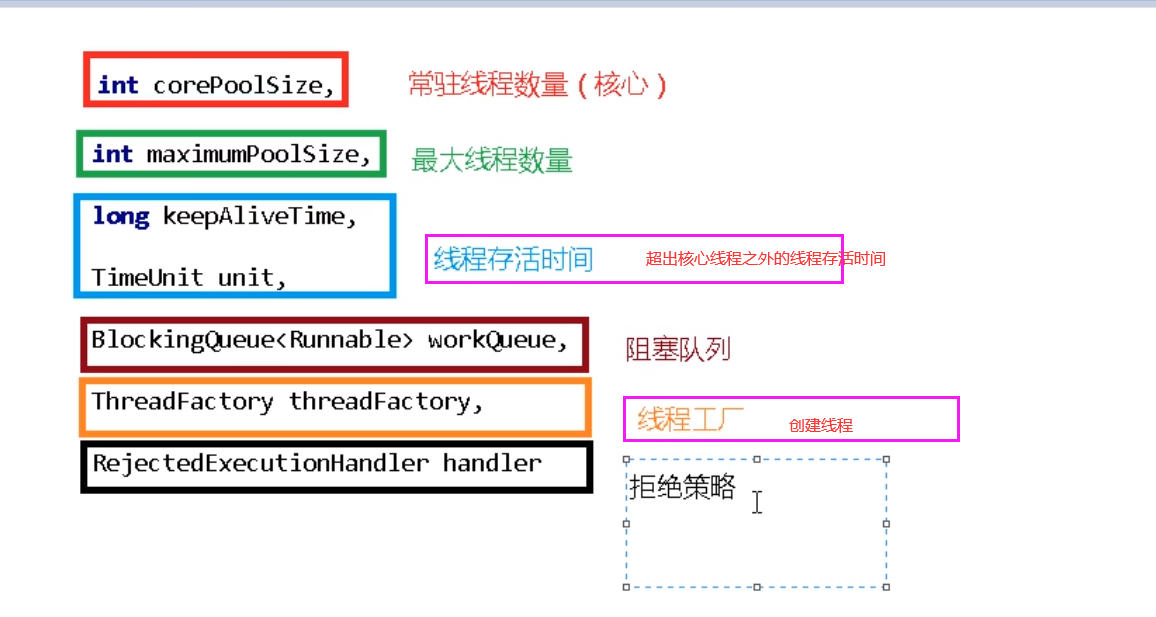 int corePoolSize, 常驻线程数量（核心）
int maximumPoolSize, 最大线程数量
long keepAliveTime,
线程存活时间 超出核心线程之外的线程存活时间
TimeUnit unit,
BlockingQueue<Runnable> workQueue, 阻塞队列
ThreadFactory threadFactory, 线程工厂 创建线程
RejectedExecutionHandler handler 拒绝策略